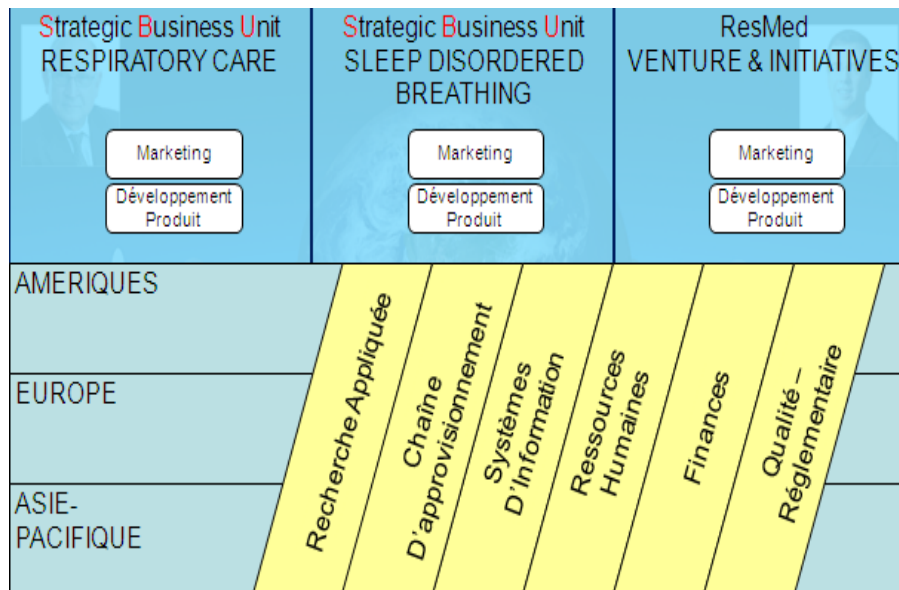 Strategic Business Unit
RESPIRATORY CARE
Marketing
Développement
Produit
Strategic Business Unit
SLEEP DISORDERED
BREATHING
Marketing
Développement
Produit
ResMed
VENTURE & INITIATIVES
Marketing
Développement
Produit
AMERIQUES
EUROPE
ASIE-
PACIFIQUE
Recherche Appliquée
Chaîne
D'approvisionnement
Systèmes
D'Information
Ressources
Humaines
Finances
Qualité –
Réglementaire